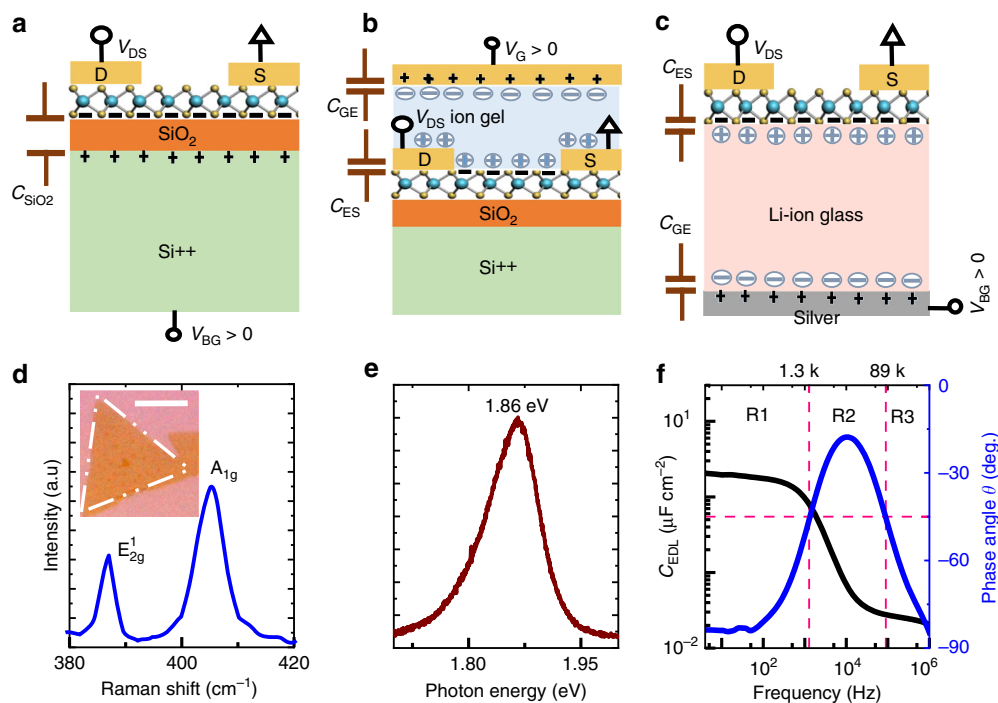 a
V_DS
D
S
SiO₂
C_SiO2
Si++
V_BG > 0
b
V_G > 0
+ + + + + + + +
C_GE
V_DS ion gel
D
S
C_ES
SiO₂
Si++
c
V_DS
C_ES
D
S
Li-ion glass
C_GE
Silver
V_BG > 0
d
Intensity (a.u)
E¹_2g
A_1g
380 400 420
Raman shift (cm⁻¹)
e
1.86 eV
1.80 1.95
Photon energy (eV)
f
1.3 k 89 k
R1 R2 R3
10¹
10⁻²
C_EDL (μF cm⁻²)
0
−30
−60
−90
Phase angle θ (deg.)
10² 10⁴ 10⁶
Frequency (Hz)